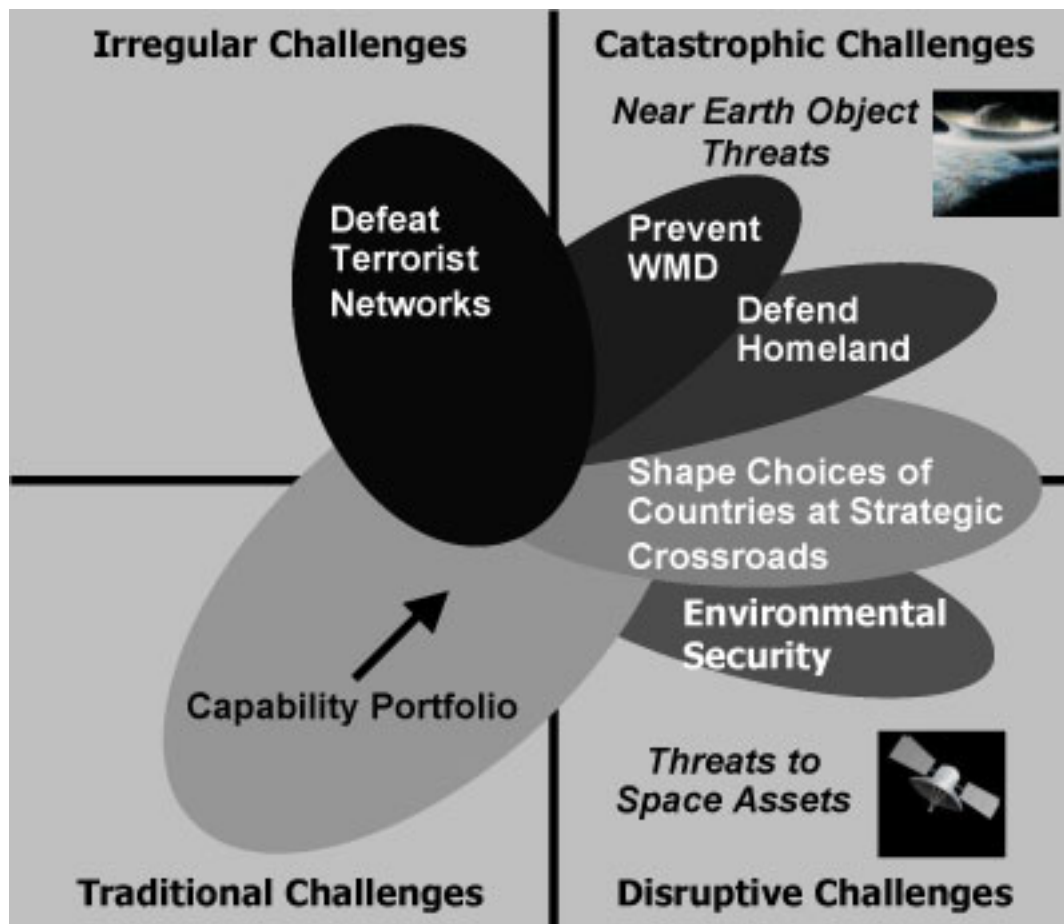 Irregular Challenges
Catastrophic Challenges
Near Earth Object
Threats
Defeat
Terrorist
Networks
Prevent
WMD
Defend
Homeland
Shape Choices of
Countries at Strategic
Crossroads
Environmental
Security
Capability Portfolio
Threats to
Space Assets
Traditional Challenges
Disruptive Challenges